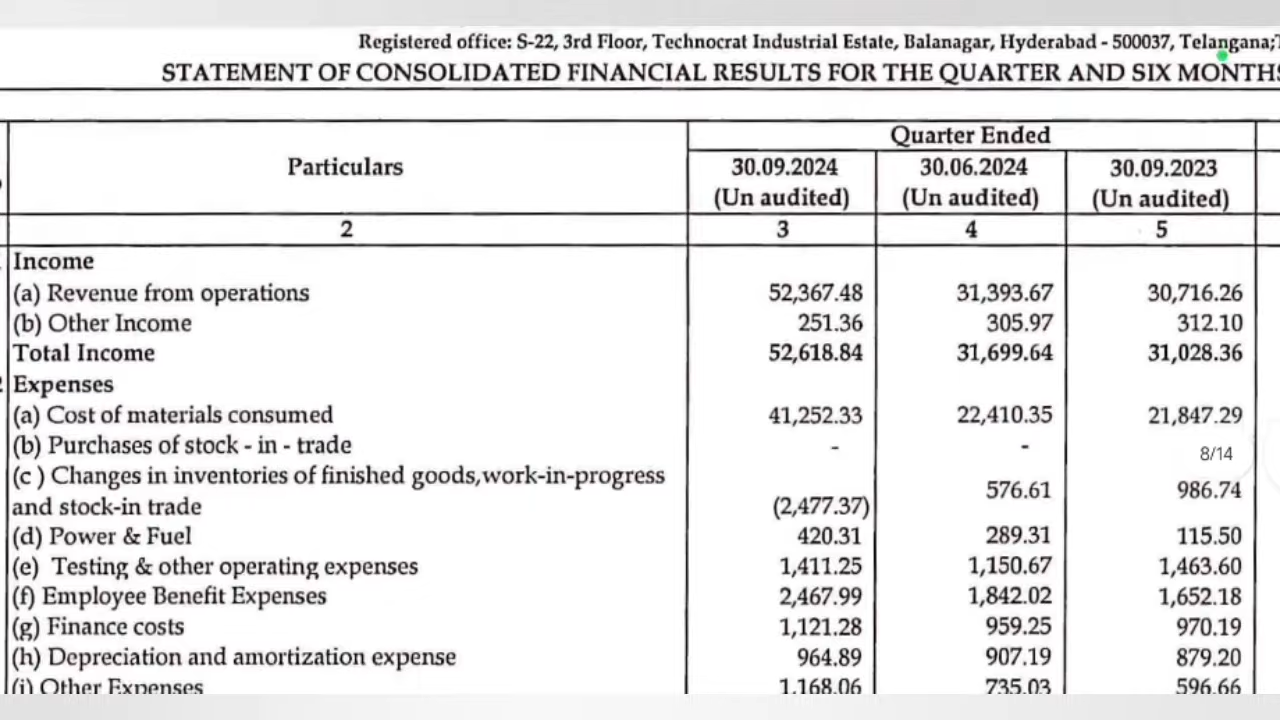 Registered office: S-22, 3rd Floor, Technocrat Industrial Estate, Balanagar, Hyderabad - 500037, Telangana;
STATEMENT OF CONSOLIDATED FINANCIAL RESULTS FOR THE QUARTER AND SIX MONTHS
Particulars Quarter Ended
30.09.2024 30.06.2024 30.09.2023
(Un audited) (Un audited) (Un audited)
2 3 4 5
Income
(a) Revenue from operations 52,367.48 31,393.67 30,716.26
(b) Other Income 251.36 305.97 312.10
Total Income 52,618.84 31,699.64 31,028.36
Expenses
(a) Cost of materials consumed 41,252.33 22,410.35 21,847.29
(b) Purchases of stock - in - trade - -
8/14
(c ) Changes in inventories of finished goods,work-in-progress
and stock-in trade (2,477.37) 576.61 986.74
(d) Power & Fuel 420.31 289.31 115.50
(e) Testing & other operating expenses 1,411.25 1,150.67 1,463.60
(f) Employee Benefit Expenses 2,467.99 1,842.02 1,652.18
(g) Finance costs 1,121.28 959.25 970.19
(h) Depreciation and amortization expense 964.89 907.19 879.20
(i) Other Expenses 1,168.06 735.03 596.66